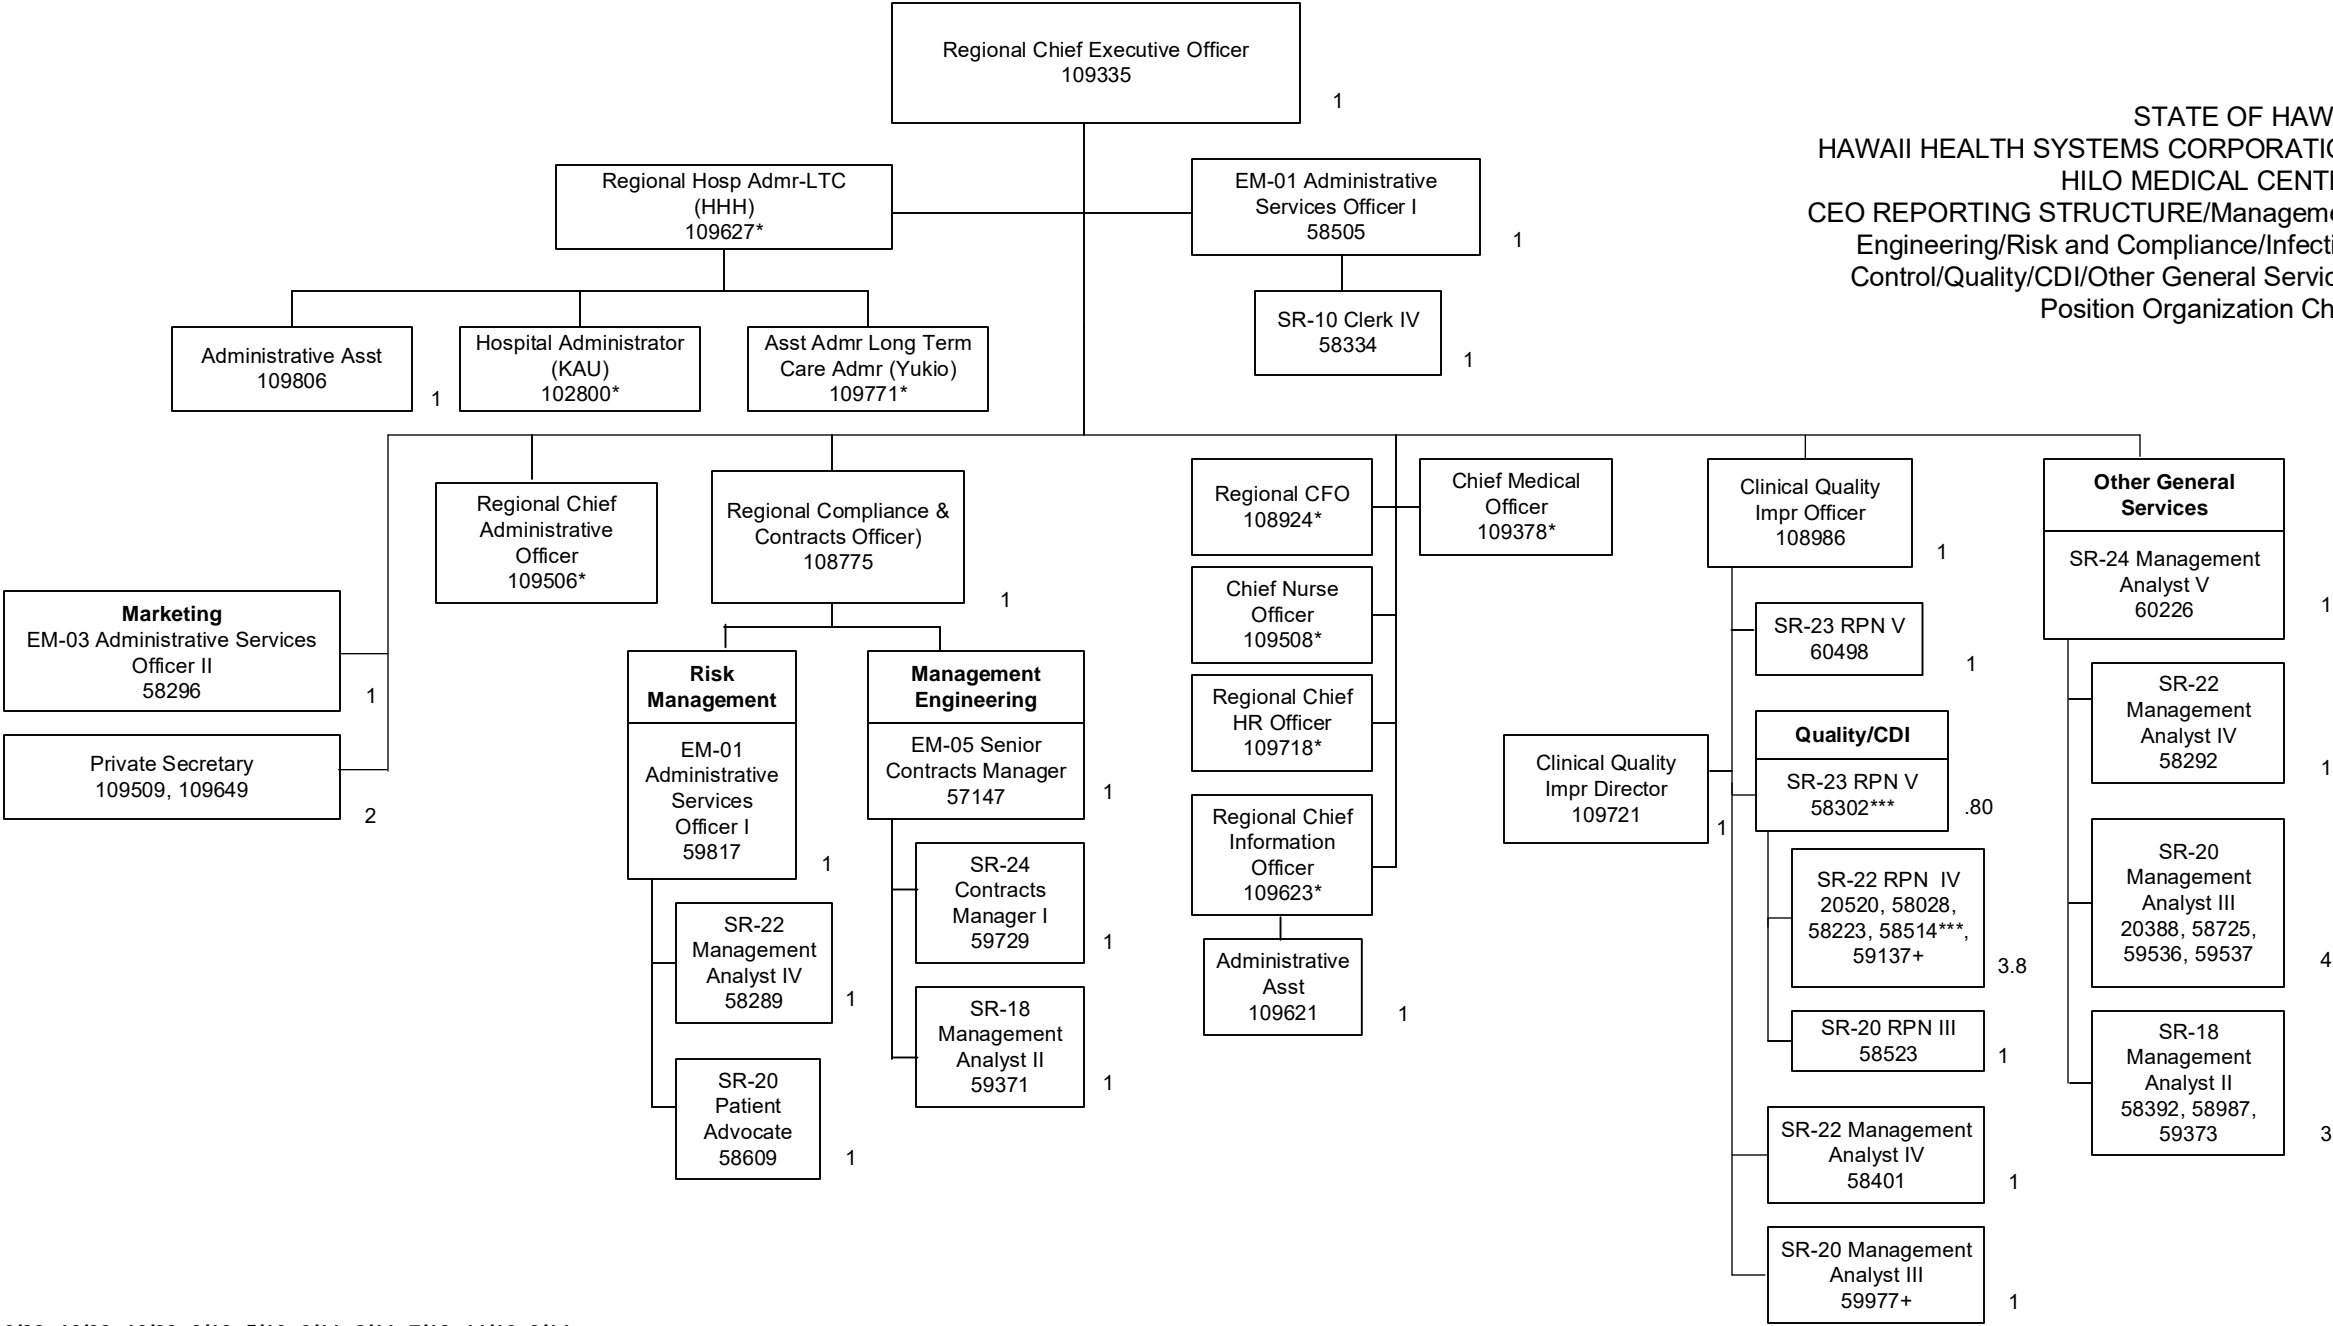 Regional Chief Executive Officer
109335
1
STATE OF HAW
HAWAII HEALTH SYSTEMS CORPORATIO
HILO MEDICAL CENT
CEO REPORTING STRUCTURE/Manageme
Engineering/Risk and Compliance/Infecti
Control/Quality/CDI/Other General Servic
Position Organization Ch
Regional Hosp Admr-LTC
(HHH)
109627*
EM-01 Administrative
Services Officer I
58505
1
SR-10 Clerk IV
58334
1
Administrative Asst
109806
1
Hospital Administrator
(KAU)
102800*
Asst Admr Long Term
Care Admr (Yukio)
109771*
Marketing
EM-03 Administrative Services
Officer II
58296
1
Private Secretary
109509, 109649
2
Regional Chief
Administrative
Officer
109506*
Regional Compliance &
Contracts Officer)
108775
1
Risk
Management
EM-01
Administrative
Services
Officer I
59817
1
SR-22
Management
Analyst IV
58289
1
SR-20
Patient
Advocate
58609
1
Management
Engineering
EM-05 Senior
Contracts Manager
57147
1
SR-24
Contracts
Manager I
59729
1
SR-18
Management
Analyst II
59371
1
Regional CFO
108924*
Chief Medical
Officer
109378*
Chief Nurse
Officer
109508*
Regional Chief
HR Officer
109718*
Regional Chief
Information
Officer
109623*
Administrative
Asst
109621
1
Clinical Quality
Impr Officer
108986
1
SR-23 RPN V
60498
1
Clinical Quality
Impr Director
109721
1
Quality/CDI
SR-23 RPN V
58302***
.80
SR-22 RPN  IV
20520, 58028,
58223, 58514***,
59137+
3.8
SR-20 RPN III
58523
1
SR-22 Management
Analyst IV
58401
1
SR-20 Management
Analyst III
59977+
1
Other General
Services
SR-24 Management
Analyst V
60226
1
SR-22
Management
Analyst IV
58292
1
SR-20
Management
Analyst III
20388, 58725,
59536, 59537
4
SR-18
Management
Analyst II
58392, 58987,
59373
3